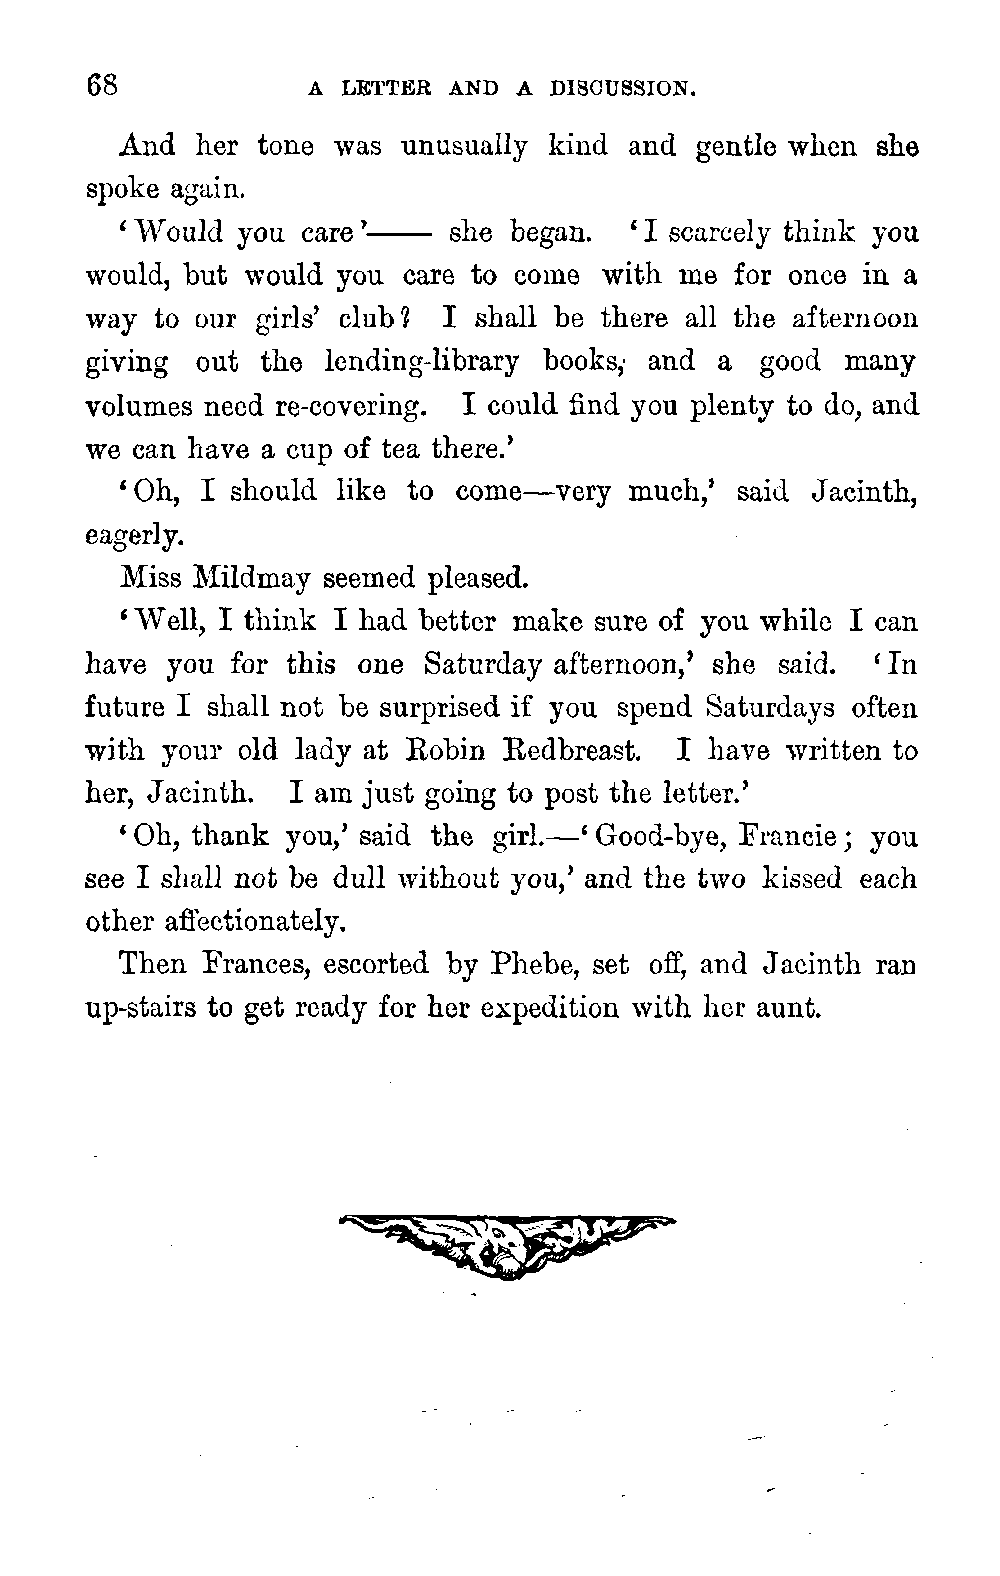 68 A LETTER AND A DISCUSSION.
And her tone was unusually kind and gentle when she
spoke again.
‘Would you care’—— she began. ‘I scarcely think you
would, but would you care to come with me for once in a
way to our girls’ club? I shall be there all the afternoon
giving out the lending-library books, and a good many
volumes need re-covering. I could find you plenty to do, and
we can have a cup of tea there.’
‘Oh, I should like to come—very much,’ said Jacinth,
eagerly.
Miss Mildmay seemed pleased.
‘Well, I think I had better make sure of you while I can
have you for this one Saturday afternoon,’ she said. ‘In
future I shall not be surprised if you spend Saturdays often
with your old lady at Robin Redbreast. I have written to
her, Jacinth. I am just going to post the letter.’
‘Oh, thank you,’ said the girl.—‘Good-bye, Francie; you
see I shall not be dull without you,’ and the two kissed each
other affectionately.
Then Frances, escorted by Phebe, set off, and Jacinth ran
up-stairs to get ready for her expedition with her aunt.